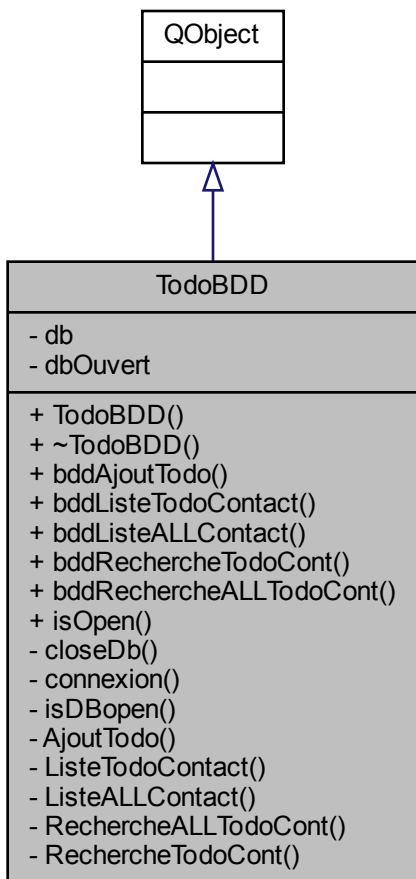 QObject
TodoBDD
- db
- dbOuvert
+ TodoBDD()
+ ~TodoBDD()
+ bddAjoutTodo()
+ bddListeTodoContact()
+ bddListeALLContact()
+ bddRechercheTodoCont()
+ bddRechercheALLTodoCont()
+ isOpen()
- closeDb()
- connexion()
- isDBopen()
- AjoutTodo()
- ListeTodoContact()
- ListeALLContact()
- RechercheALLTodoCont()
- RechercheTodoCont()